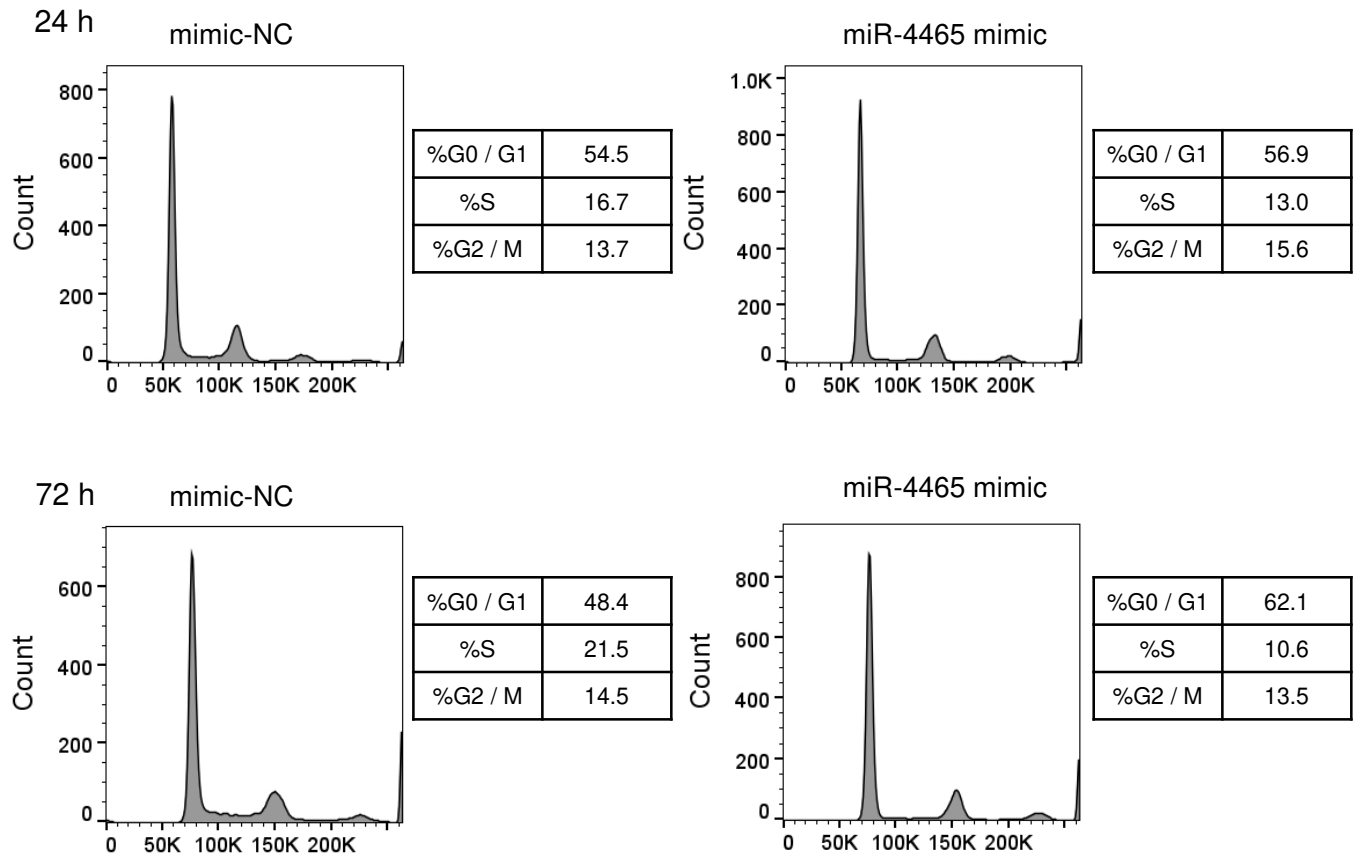 24 h
mimic-NC
miR-4465 mimic
Count
800
600
400
200
0
0 50K 100K 150K 200K
%G0 / G1 54.5
%S 16.7
%G2 / M 13.7
Count
1.0K
800
600
400
200
0
0 50K 100K 150K 200K
%G0 / G1 56.9
%S 13.0
%G2 / M 15.6
72 h
mimic-NC
miR-4465 mimic
Count
600
400
200
0
0 50K 100K 150K 200K
%G0 / G1 48.4
%S 21.5
%G2 / M 14.5
Count
800
600
400
200
0
0 50K 100K 150K 200K
%G0 / G1 62.1
%S 10.6
%G2 / M 13.5